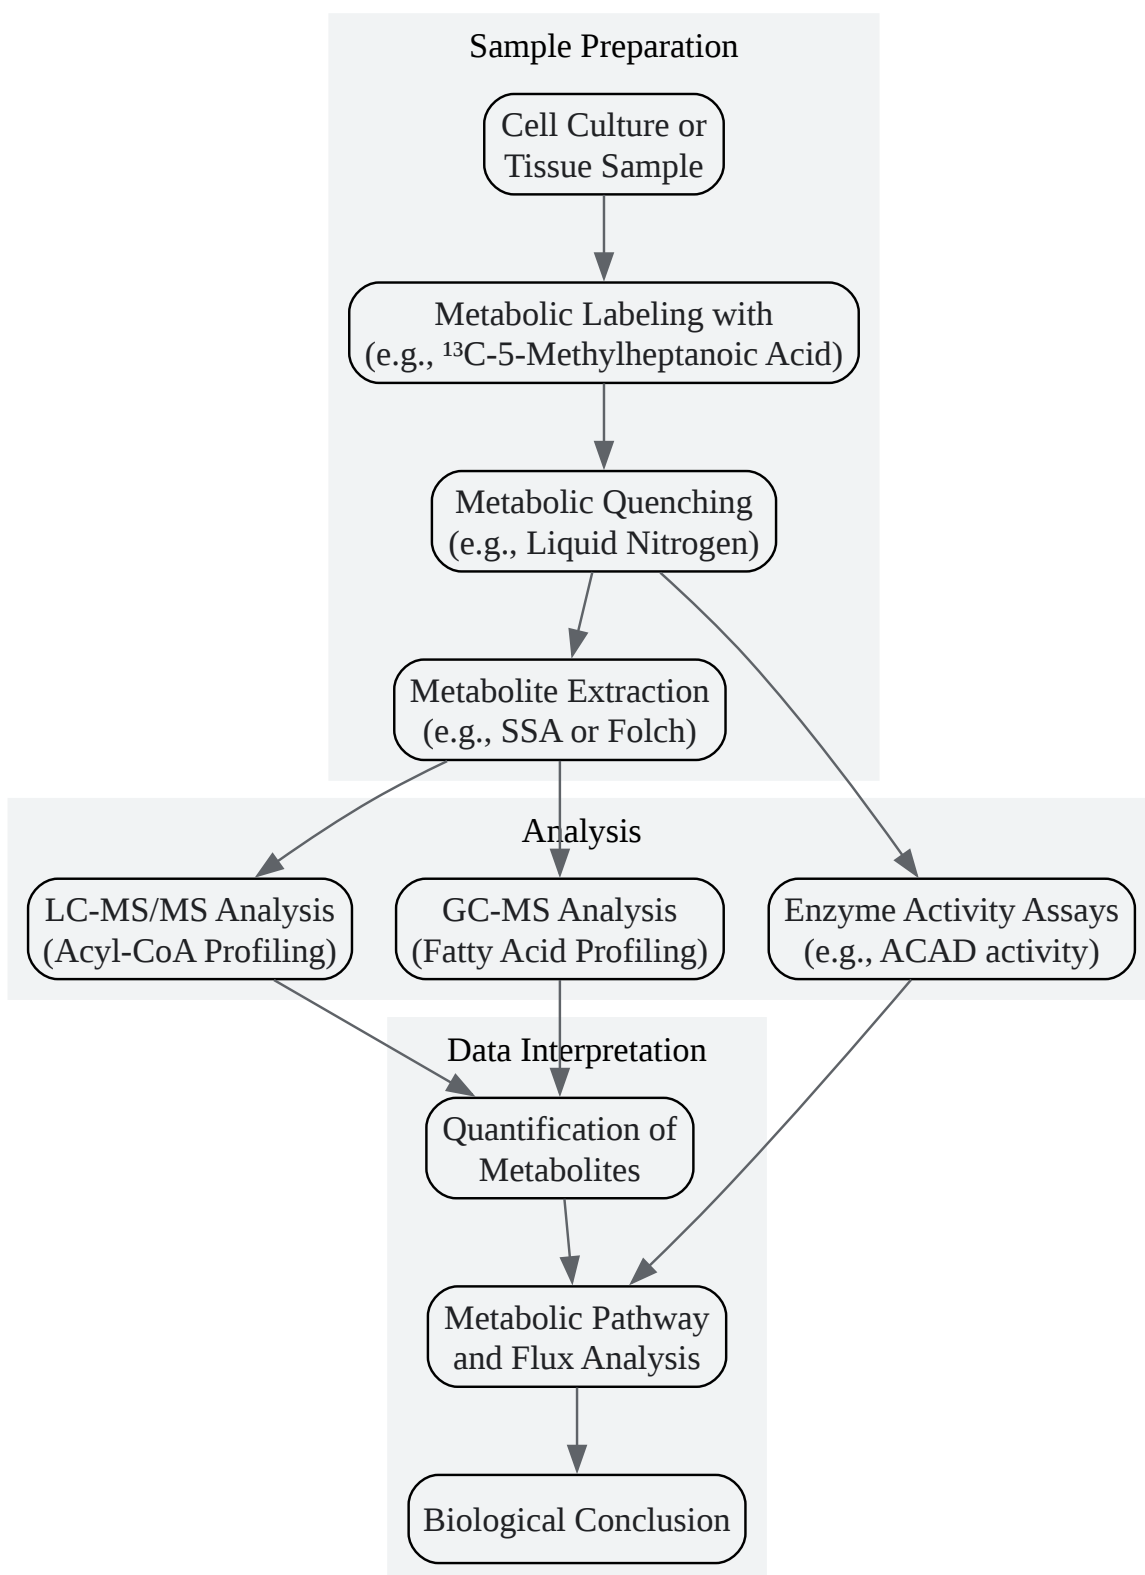 Sample Preparation
Cell Culture or
Tissue Sample
Metabolic Labeling with
(e.g., ¹³C-5-Methylheptanoic Acid)
Metabolic Quenching
(e.g., Liquid Nitrogen)
Metabolite Extraction
(e.g., SSA or Folch)
Analysis
LC-MS/MS Analysis
(Acyl-CoA Profiling)
GC-MS Analysis
(Fatty Acid Profiling)
Enzyme Activity Assays
(e.g., ACAD activity)
Data Interpretation
Quantification of
Metabolites
Metabolic Pathway
and Flux Analysis
Biological Conclusion